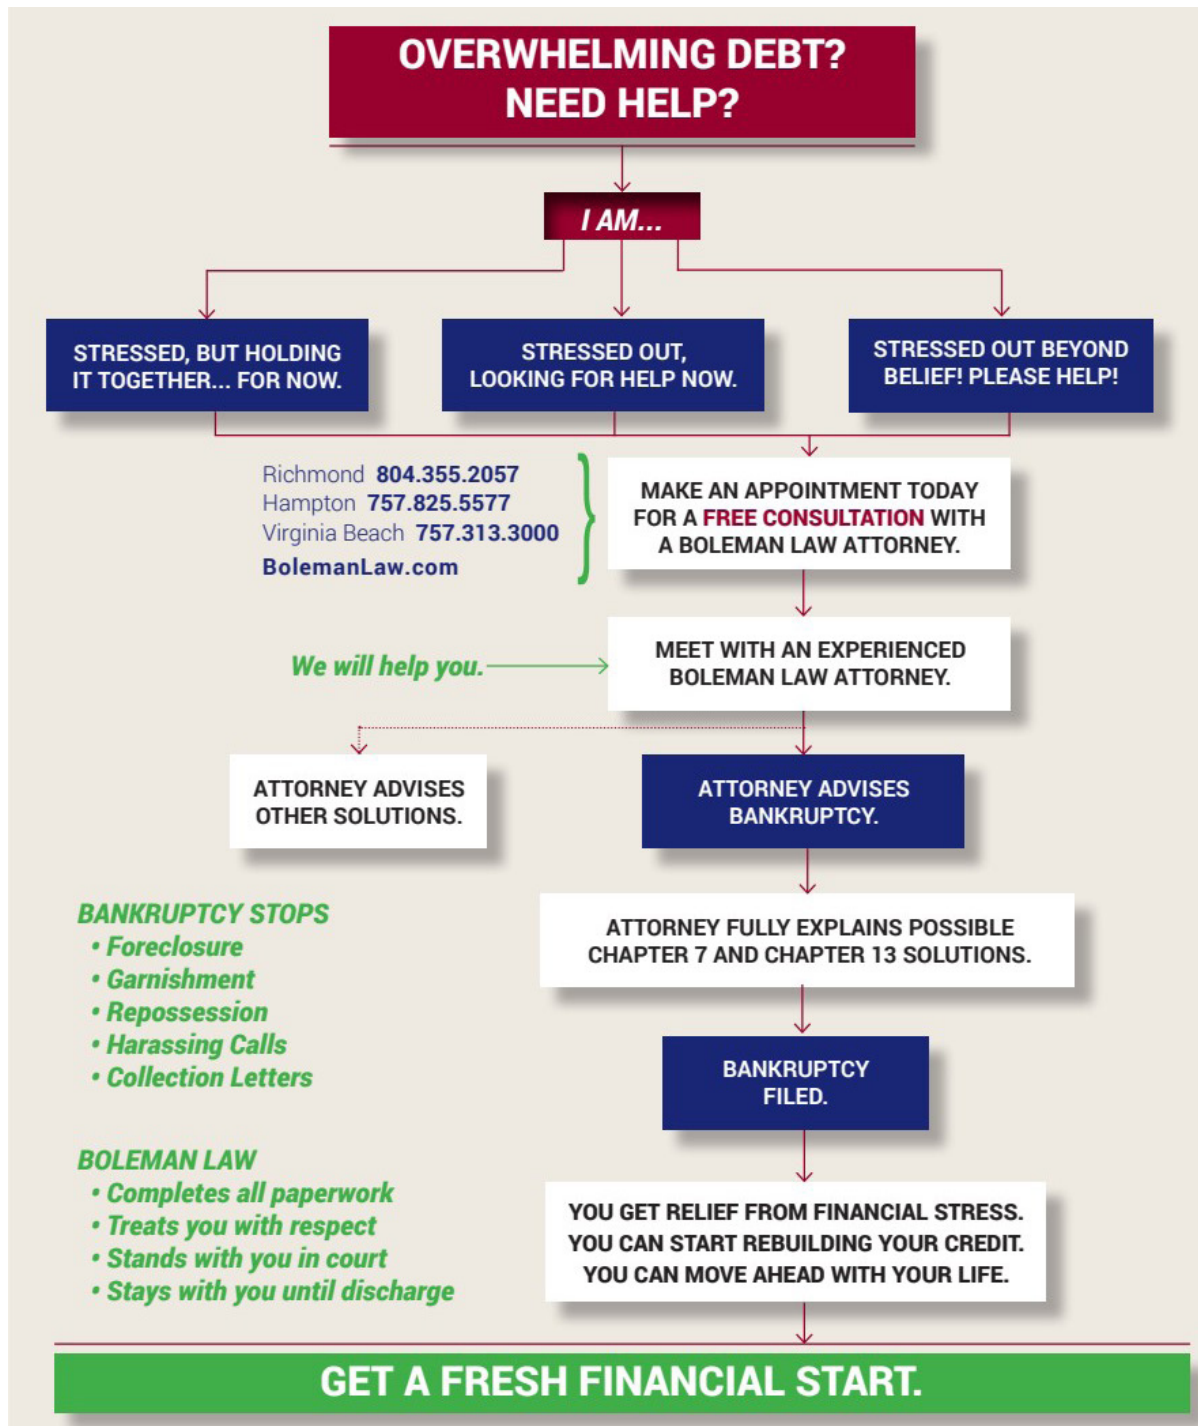 OVERWHELMING DEBT?
NEED HELP?
I AM...
STRESSED, BUT HOLDING
IT TOGETHER... FOR NOW.
STRESSED OUT,
LOOKING FOR HELP NOW.
STRESSED OUT BEYOND
BELIEF! PLEASE HELP!
Richmond 804.355.2057
Hampton 757.825.5577
Virginia Beach 757.313.3000
BolemanLaw.com
MAKE AN APPOINTMENT TODAY
FOR A FREE CONSULTATION WITH
A BOLEMAN LAW ATTORNEY.
We will help you.
MEET WITH AN EXPERIENCED
BOLEMAN LAW ATTORNEY.
ATTORNEY ADVISES
OTHER SOLUTIONS.
ATTORNEY ADVISES
BANKRUPTCY.
ATTORNEY FULLY EXPLAINS POSSIBLE
CHAPTER 7 AND CHAPTER 13 SOLUTIONS.
BANKRUPTCY STOPS
• Foreclosure
• Garnishment
• Repossession
• Harassing Calls
• Collection Letters
BANKRUPTCY
FILED.
BOLEMAN LAW
• Completes all paperwork
• Treats you with respect
• Stands with you in court
• Stays with you until discharge
YOU GET RELIEF FROM FINANCIAL STRESS.
YOU CAN START REBUILDING YOUR CREDIT.
YOU CAN MOVE AHEAD WITH YOUR LIFE.
GET A FRESH FINANCIAL START.